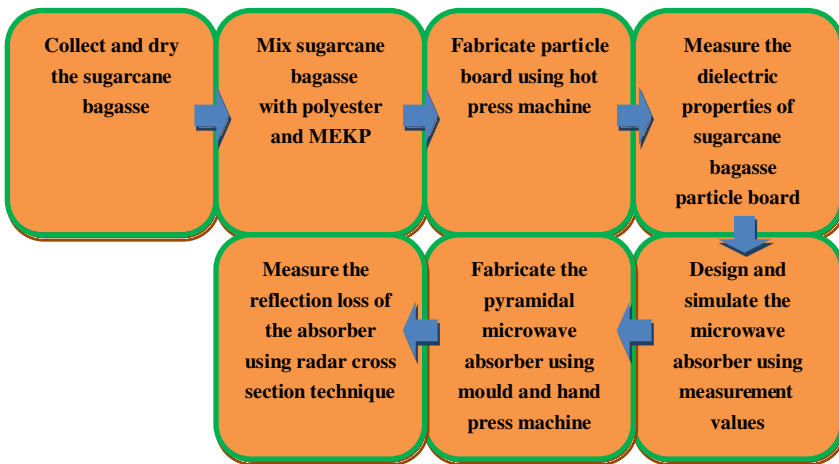 Collect and dry
the sugarcane
bagasse
Mix sugarcane
bagasse
with polyester
and MEKP
Fabricate particle
board using hot
press machine
Measure the
dielectric
properties of
sugarcane
bagasse
particle board
Design and
simulate the
microwave
absorber using
measurement
values
Fabricate the
pyramidal
microwave
absorber using
mould and hand
press machine
Measure the
reflection loss of
the absorber
using radar cross
section technique